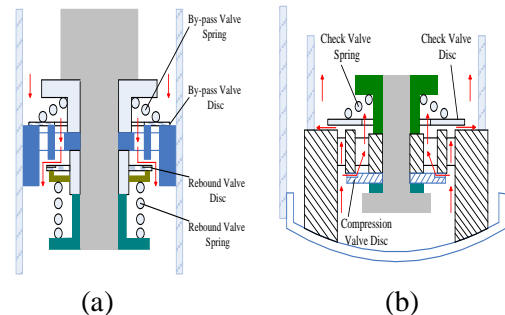 By-pass Valve
Spring
By-pass Valve
Disc
Rebound Valve
Disc
Rebound Valve
Spring
(a)
Check Valve
Spring
Check Valve
Disc
Compression
Valve Disc
(b)